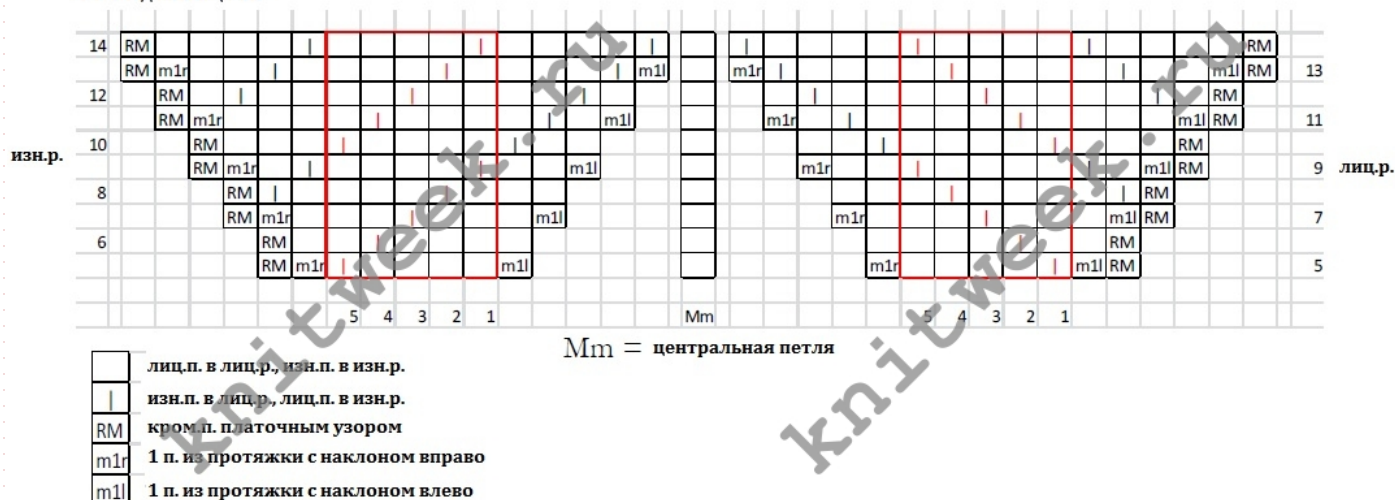 14 RM | | | | | | RM
RM m1r | | | m1l m1r | | | m1l RM 13
12 RM | | | | | | RM
RM m1r | | m1l m1r | | m1l RM 11
10 RM | | | | RM
изн.р.
RM m1r | | m1l m1r | | m1l RM 9 лиц.р.
8 RM | | | | RM
RM m1r | m1l m1r | m1l RM 7
6 RM | | RM
RM m1r | m1l m1r | m1l RM 5
5 4 3 2 1 Mm 5 4 3 2 1
Mm = центральная петля
лиц.п. в лиц.р., изн.п. в изн.р.
| изн.п. в лиц.р., лиц.п. в изн.р.
RM кром.п. платочным узором
m1r 1 п. из протяжки с наклоном вправо
m1l 1 п. из протяжки с наклоном влево
knitweek.ru
knitweek.ru